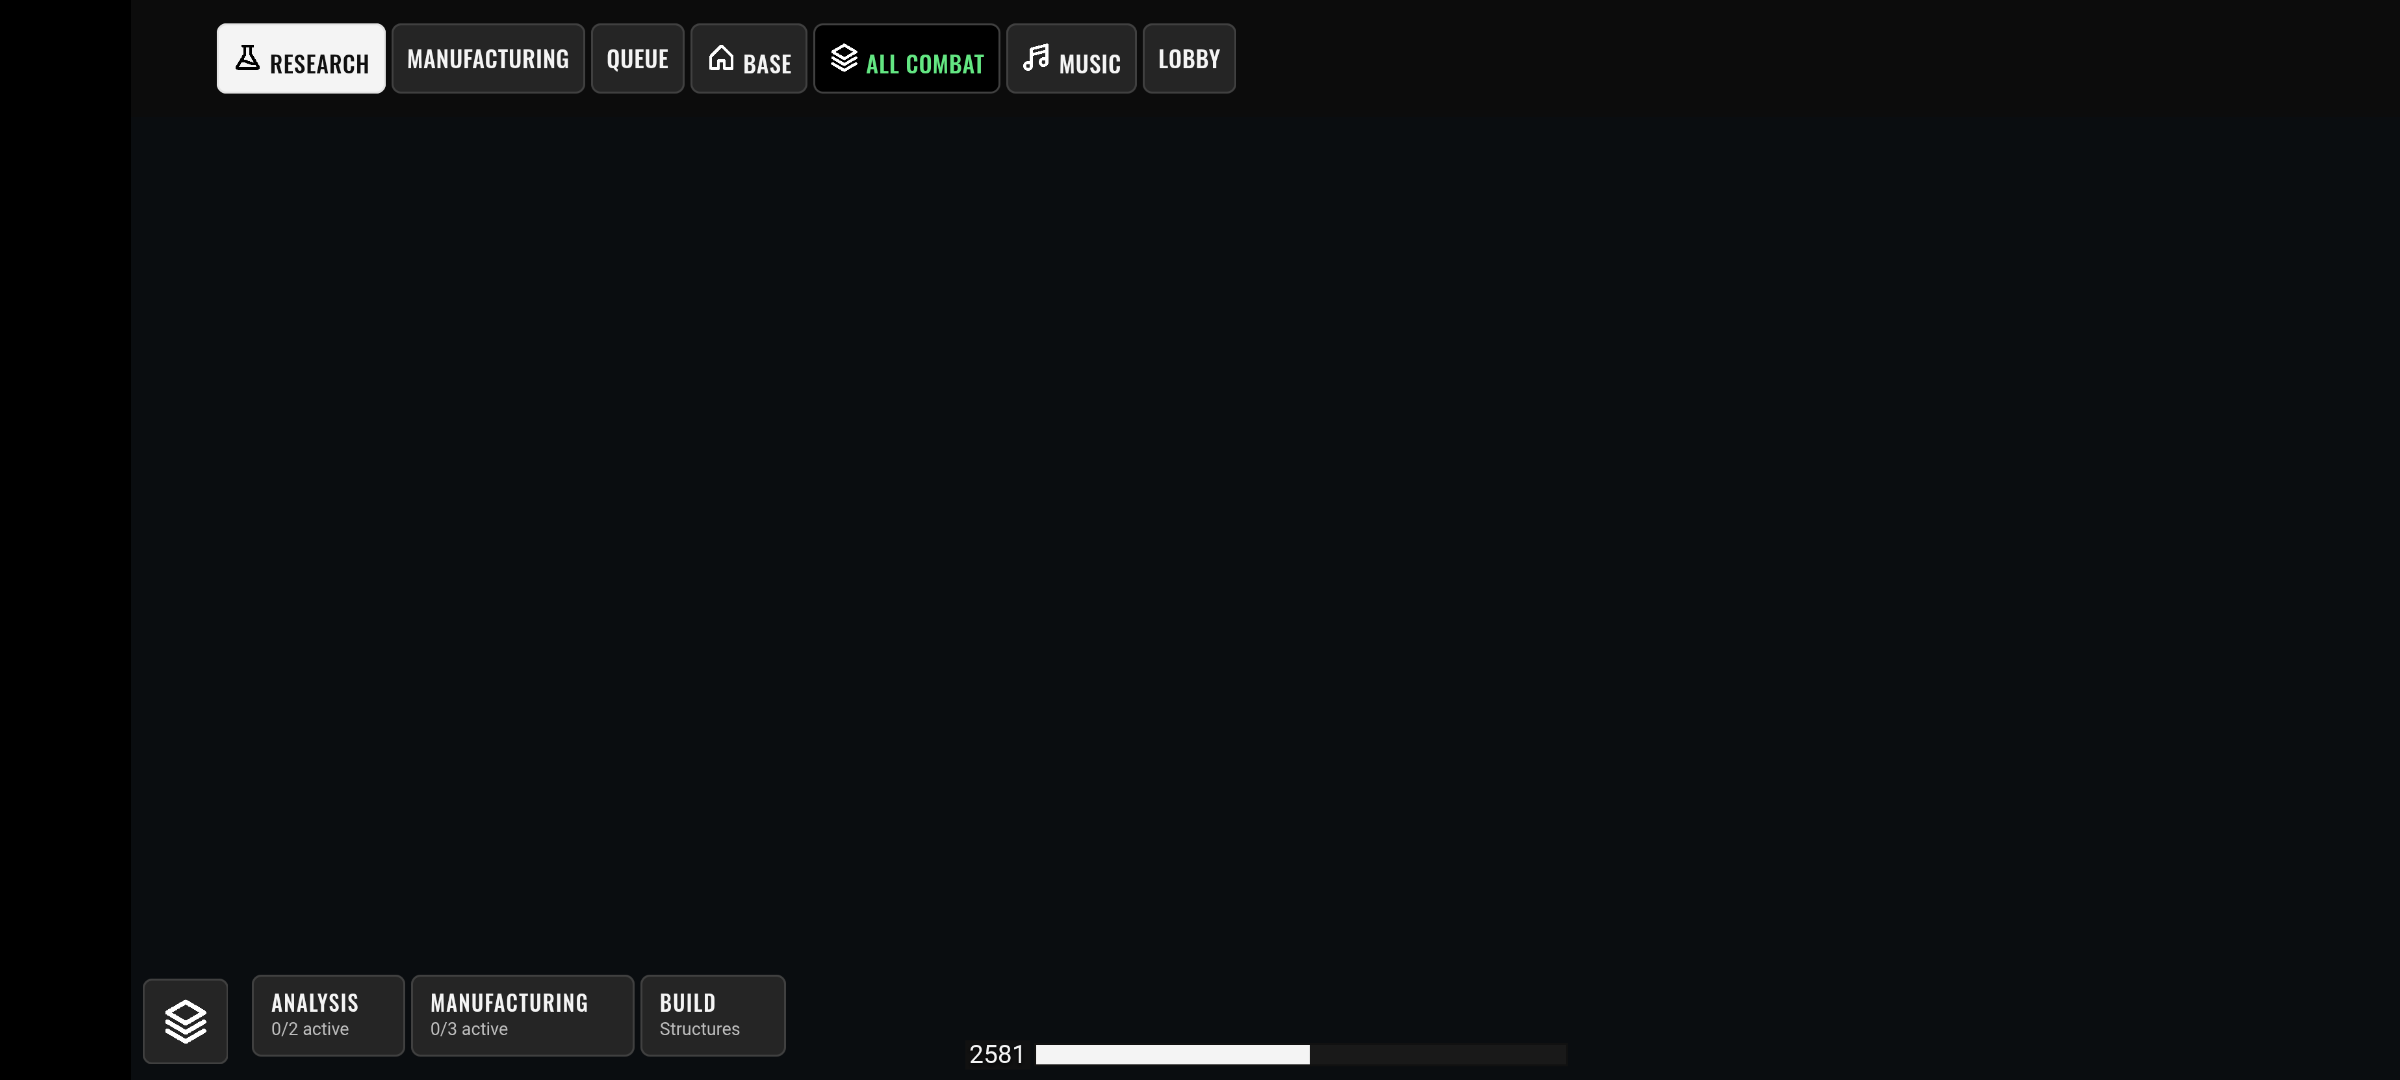 RESEARCH MANUFACTURING QUEUE BASE ALL COMBAT MUSIC LOBBY
ANALYSIS MANUFACTURING BUILD
0/2 active 0/3 active Structures
2581